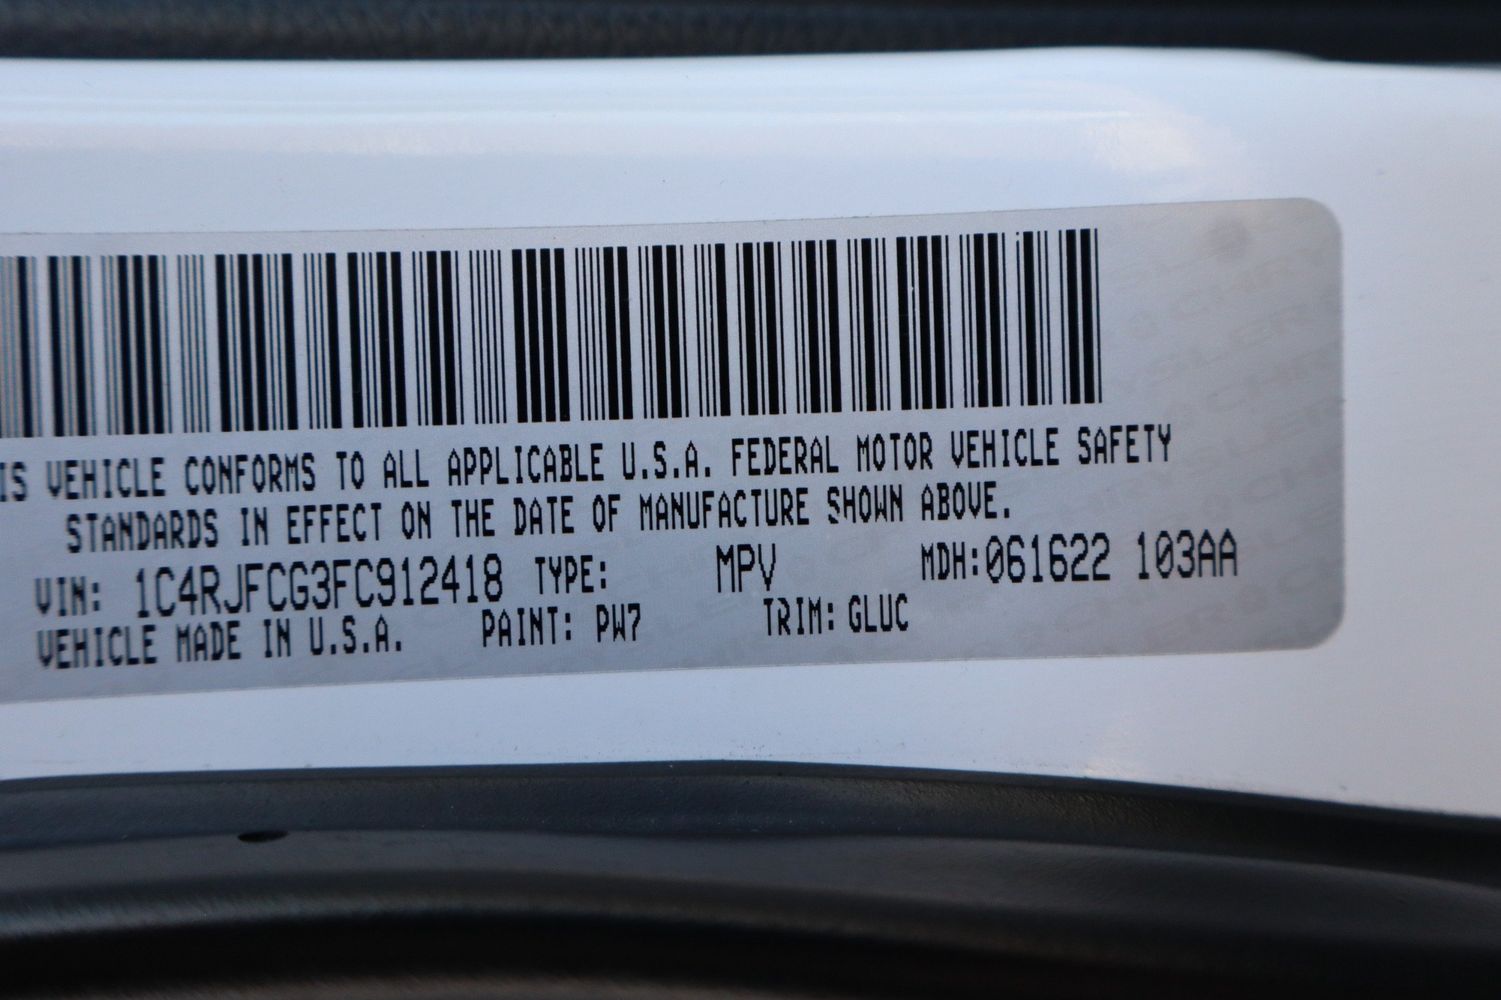 IS VEHICLE CONFORMS TO ALL APPLICABLE U.S.A. FEDERAL MOTOR VEHICLE SAFETY
STANDARDS IN EFFECT ON THE DATE OF MANUFACTURE SHOWN ABOVE.
VIN: 1C4RJFCG3FC912418 TYPE: MPV MDH:061622 103AA
VEHICLE MADE IN U.S.A. PAINT: PW7 TRIM: GLUC